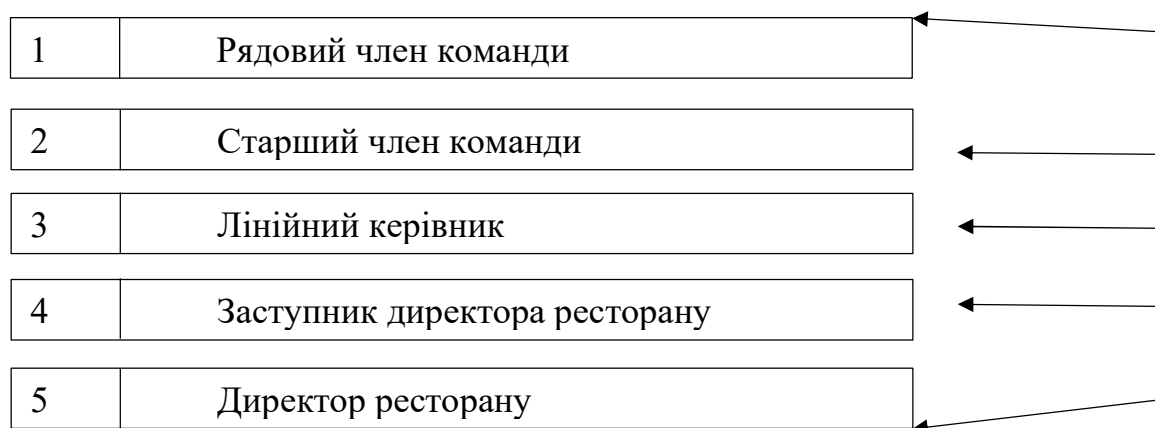 1 Рядовий член команди
2 Старший член команди
3 Лінійний керівник
4 Заступник директора ресторану
5 Директор ресторану